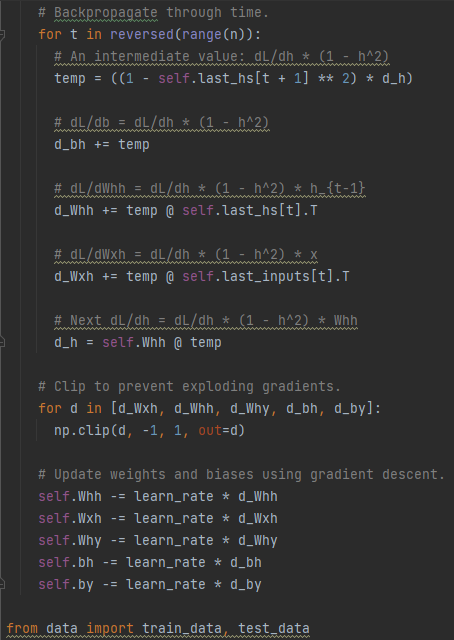 # Backpropagate through time.
for t in reversed(range(n)):
# An intermediate value: dL/dh * (1 - h^2)
temp = ((1 - self.last_hs[t + 1] ** 2) * d_h)
# dL/db = dL/dh * (1 - h^2)
d_bh += temp
# dL/dWhh = dL/dh * (1 - h^2) * h_{t-1}
d_Whh += temp @ self.last_hs[t].T
# dL/dWxh = dL/dh * (1 - h^2) * x
d_Wxh += temp @ self.last_inputs[t].T
# Next dL/dh = dL/dh * (1 - h^2) * Whh
d_h = self.Whh @ temp
# Clip to prevent exploding gradients.
for d in [d_Wxh, d_Whh, d_Why, d_bh, d_by]:
np.clip(d, -1, 1, out=d)
# Update weights and biases using gradient descent.
self.Whh -= learn_rate * d_Whh
self.Wxh -= learn_rate * d_Wxh
self.Why -= learn_rate * d_Why
self.bh -= learn_rate * d_bh
self.by -= learn_rate * d_by
from data import train_data, test_data